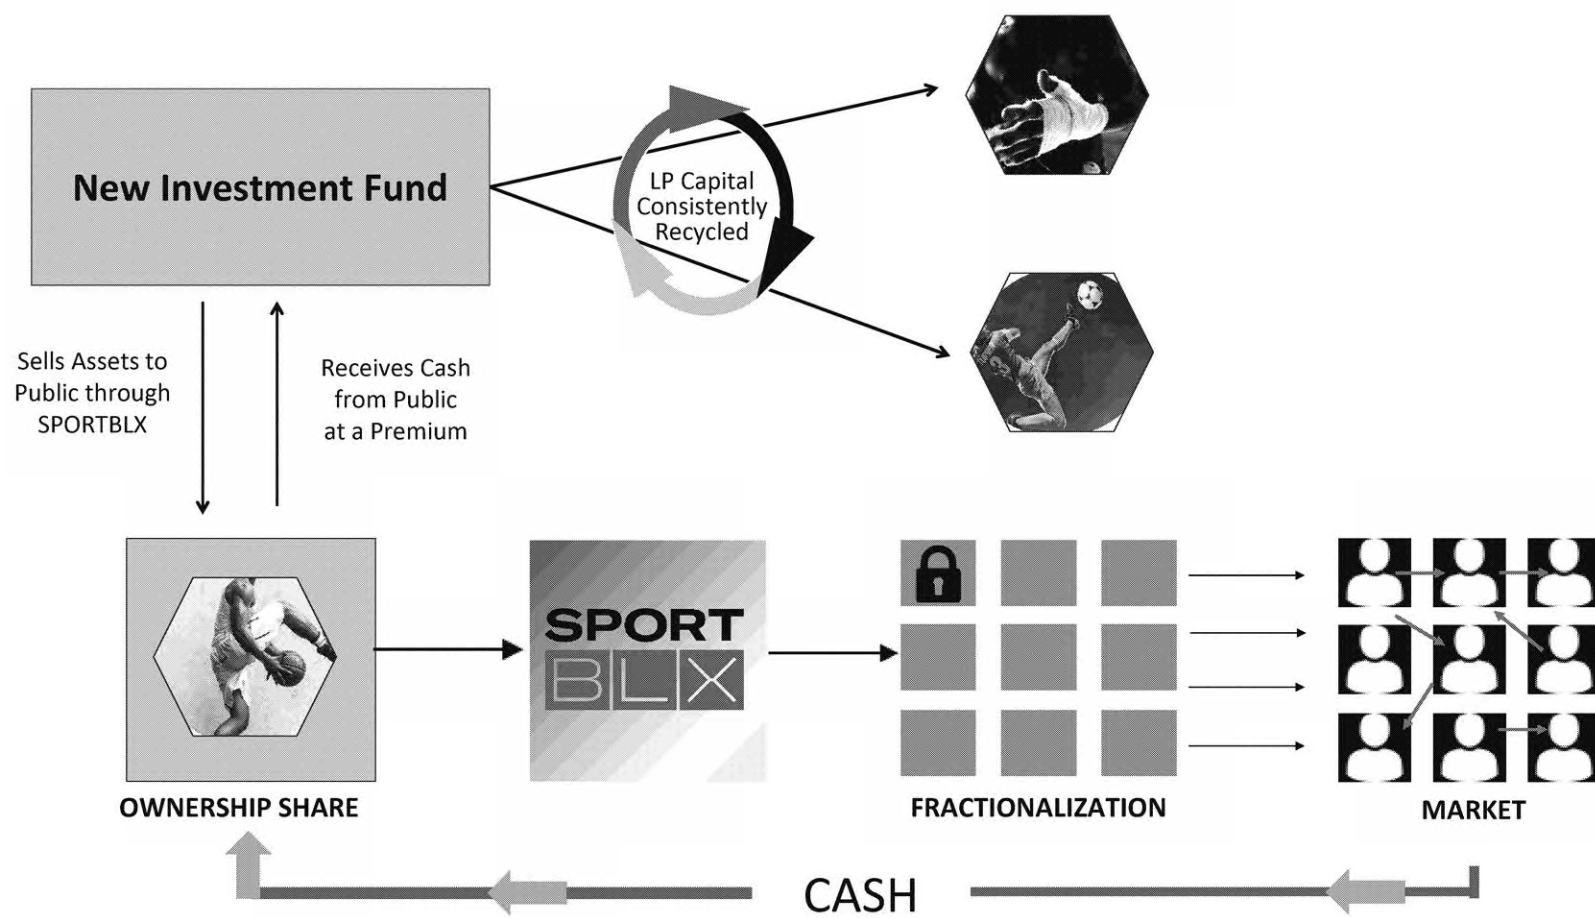 New Investment Fund
LP Capital
Consistently
Recycled
Sells Assets to
Public through
SPORTBLX
Receives Cash
from Public
at a Premium
SPORT
BLX
OWNERSHIP SHARE
FRACTIONALIZATION
MARKET
CASH